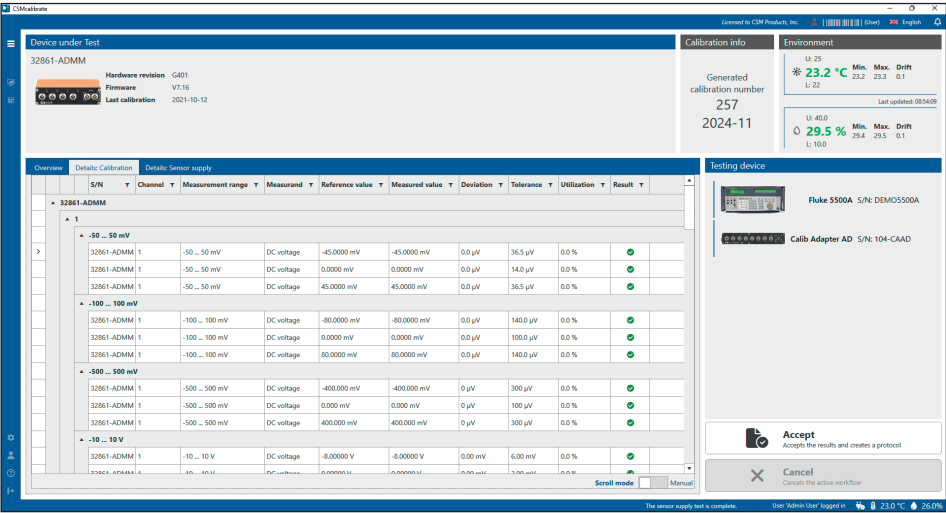 CSMcalibrate
Licensed to CSM Products, Inc. (User) English
Device under Test
32861-ADMM
Hardware revision G401
Firmware V7.16
Last calibration 2021-10-12
Calibration info
Generated
calibration number
257
2024-11
Environment
U: 25
23.2 °C
L: 22
Min. Max. Drift
23.2 23.3 0.1
Last updated: 08:54:09
U: 40.0
29.5 %
L: 10.0
Min. Max. Drift
29.4 29.5 0.1
Overview Details: Calibration Details: Sensor supply
S/N Channel Measurement range Measurand Reference value Measured value Deviation Tolerance Utilization Result
32861-ADMM
1
-50 ... 50 mV
32861-ADMM 1 -50 ... 50 mV DC voltage -45.0000 mV -45.0000 mV 0.0 µV 36.5 µV 0.0 %
32861-ADMM 1 -50 ... 50 mV DC voltage 0.0000 mV 0.0000 mV 0.0 µV 14.0 µV 0.0 %
32861-ADMM 1 -50 ... 50 mV DC voltage 45.0000 mV 45.0000 mV 0.0 µV 36.5 µV 0.0 %
-100 ... 100 mV
32861-ADMM 1 -100 ... 100 mV DC voltage -80.0000 mV -80.0000 mV 0.0 µV 140.0 µV 0.0 %
32861-ADMM 1 -100 ... 100 mV DC voltage 0.0000 mV 0.0000 mV 0.0 µV 100.0 µV 0.0 %
32861-ADMM 1 -100 ... 100 mV DC voltage 80.0000 mV 80.0000 mV 0.0 µV 140.0 µV 0.0 %
-500 ... 500 mV
32861-ADMM 1 -500 ... 500 mV DC voltage -400.000 mV -400.000 mV 0 µV 300 µV 0.0 %
32861-ADMM 1 -500 ... 500 mV DC voltage 0.000 mV 0.000 mV 0 µV 100 µV 0.0 %
32861-ADMM 1 -500 ... 500 mV DC voltage 400.000 mV 400.000 mV 0 µV 300 µV 0.0 %
-10 ... 10 V
32861-ADMM 1 -10 ... 10 V DC voltage -8.00000 V -8.00000 V 0.00 mV 6.00 mV 0.0 %
Scroll mode Manual
Testing device
Fluke 5500A S/N: DEMO5500A
Calib Adapter AD S/N: 104-CAAD
Accept
Accepts the results and creates a protocol
Cancel
Cancels the active workflow
The sensor supply test is complete. User 'Admin User' logged in 23.0 °C 26.0%